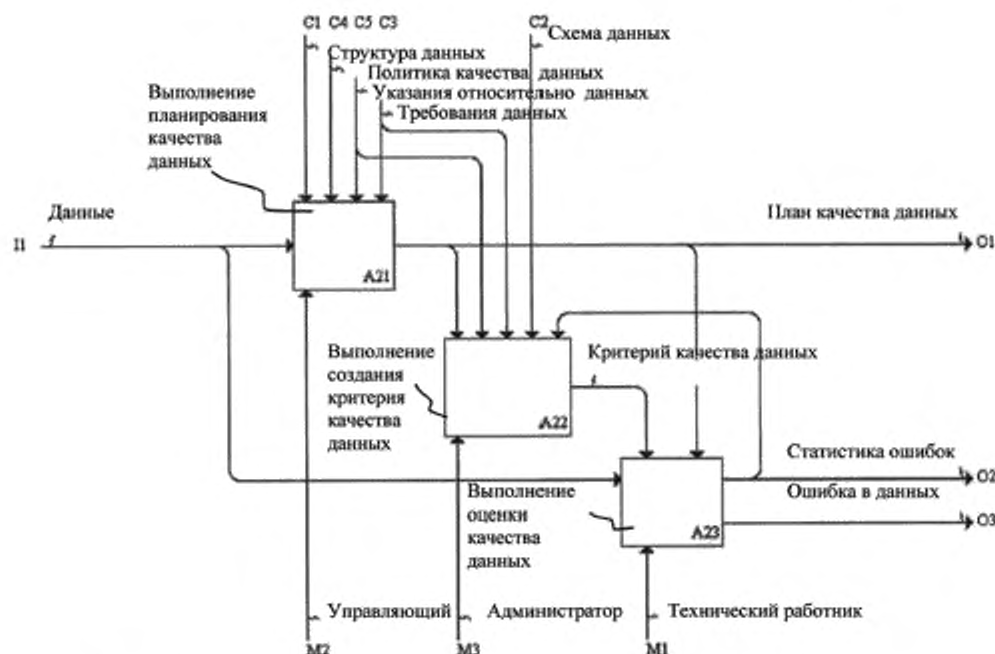 C1 C4 C5 C3 C2
Схема данных
Структура данных
Политика качества данных
Указания относительно данных
Требования данных
Выполнение
планирования
качества
данных
Данные
I1
A21
План качества данных
O1
Выполнение
создания
критерия
качества
данных
A22
Критерий качества данных
Статистика ошибок
O2
Ошибка в данных
O3
Выполнение
оценки
качества
данных
A23
Управляющий
Администратор
Технический работник
M2 M3 M1